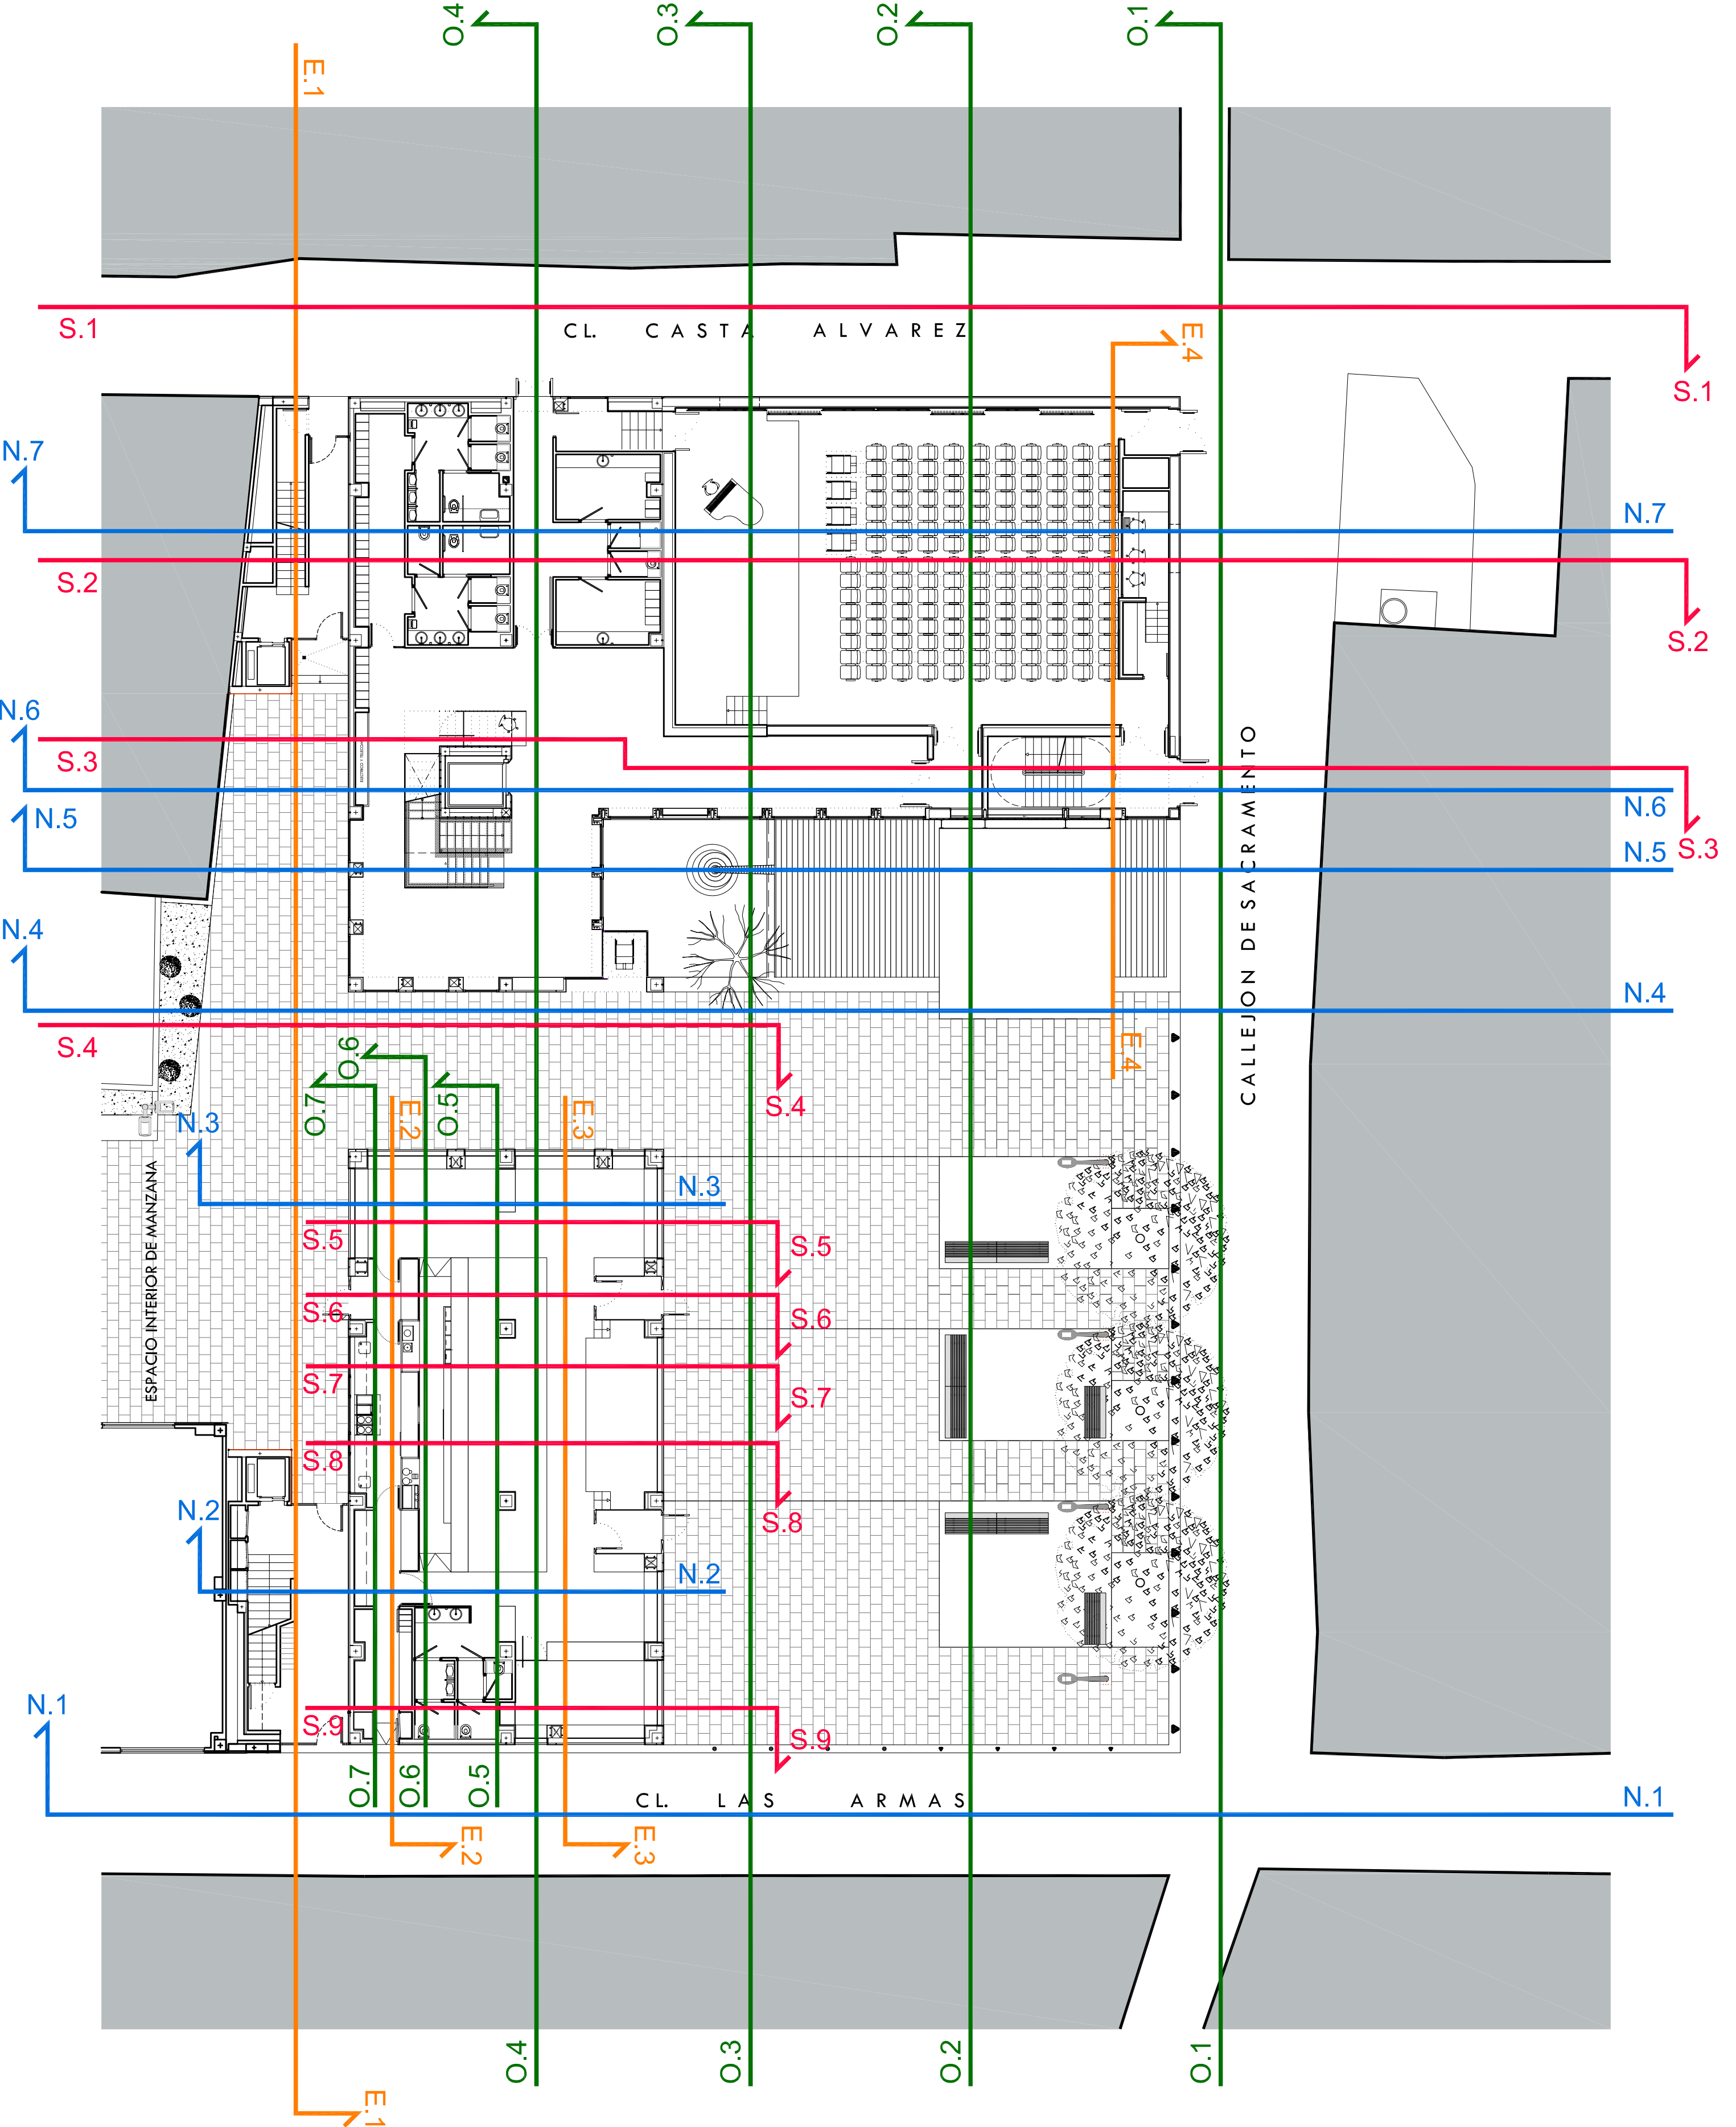 O.4
O.3
O.2
O.1
E.1
S.1
CL. CASTA ALVAREZ
E.4
S.1
N.7
N.7
S.2
S.2
N.6
S.3
N.6
N.5
S.3
N.5
CALLEJON DE SACRAMENTO
N.4
N.4
S.4
E.4
O.6
O.7
E.2
O.5
E.3
S.4
N.3
ESPACIO INTERIOR DE MANZANA
N.3
S.5
S.5
S.6
S.6
S.7
S.7
S.8
S.8
N.2
N.2
N.1
S.9
S.9
O.7
O.6
O.5
CL. LAS ARMAS
N.1
E.2
E.3
O.4
O.3
O.2
O.1
E.1